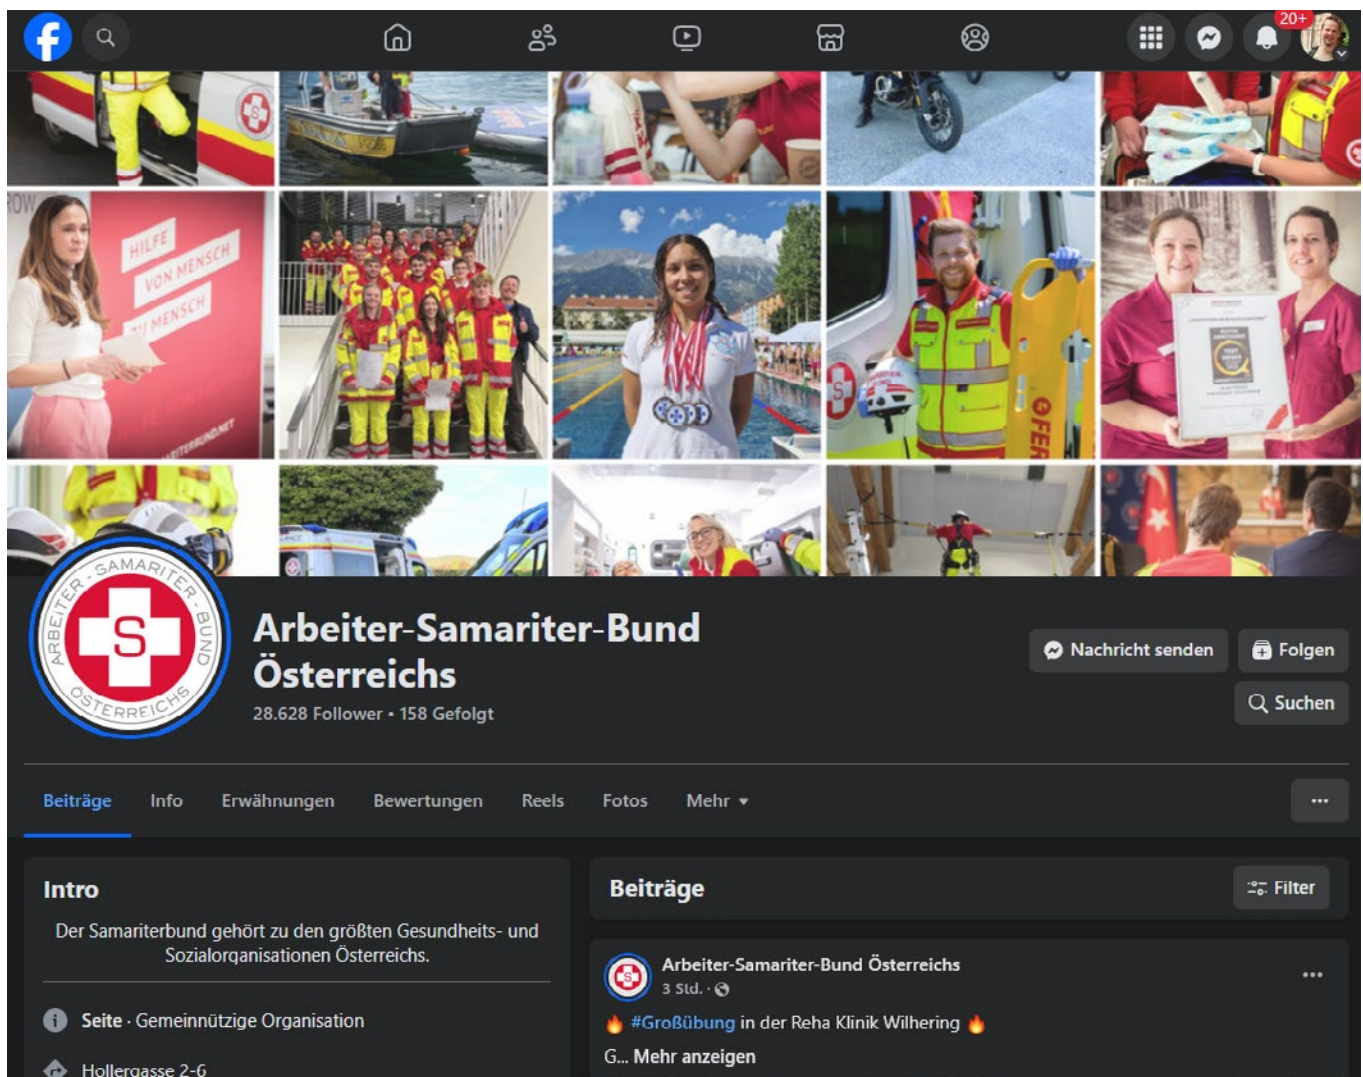 20+
HILFE
VON MENSCH
ZU MENSCH
FER
ARBEITER - SAMARITER - BUND
S
ÖSTERREICHS
Arbeiter-Samariter-Bund
Österreichs
28.628 Follower • 158 Gefolgt
Nachricht senden
Folgen
Suchen
Beiträge Info Erwähnungen Bewertungen Reels Fotos Mehr
Intro
Der Samariterbund gehört zu den größten Gesundheits- und
Sozialorganisationen Österreichs.
Seite · Gemeinnützige Organisation
Hollergasse 2-6
Beiträge
Filter
Arbeiter-Samariter-Bund Österreichs
3 Std. ·
🔥 #Großübung in der Reha Klinik Wilhering 🔥
G... Mehr anzeigen